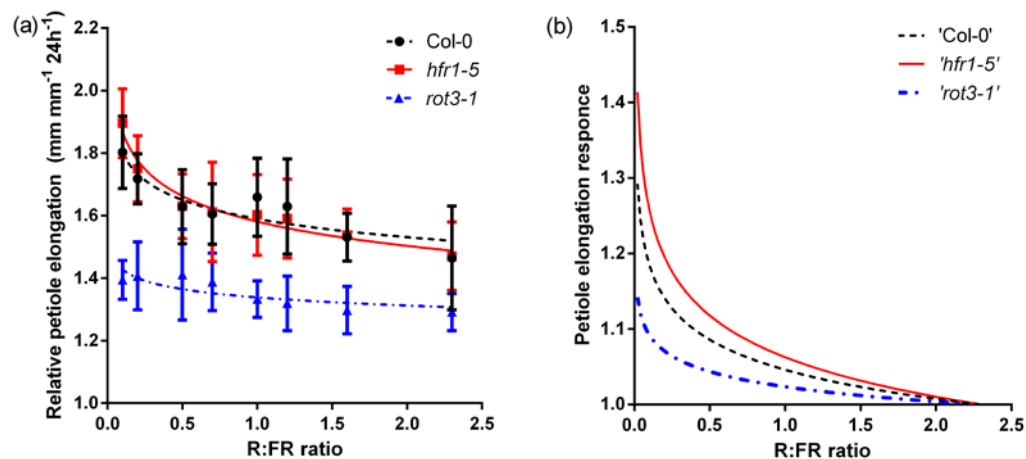 (a)
Relative petiole elongation (mm mm⁻¹ 24h⁻¹)
2.2
2.0
1.8
1.6
1.4
1.2
1.0
0.0 0.5 1.0 1.5 2.0 2.5
R:FR ratio
Col-0
hfr1-5
rot3-1
(b)
Petiole elongation responce
1.5
1.4
1.3
1.2
1.1
1.0
0.0 0.5 1.0 1.5 2.0 2.5
R:FR ratio
'Col-0'
'hfr1-5'
'rot3-1'